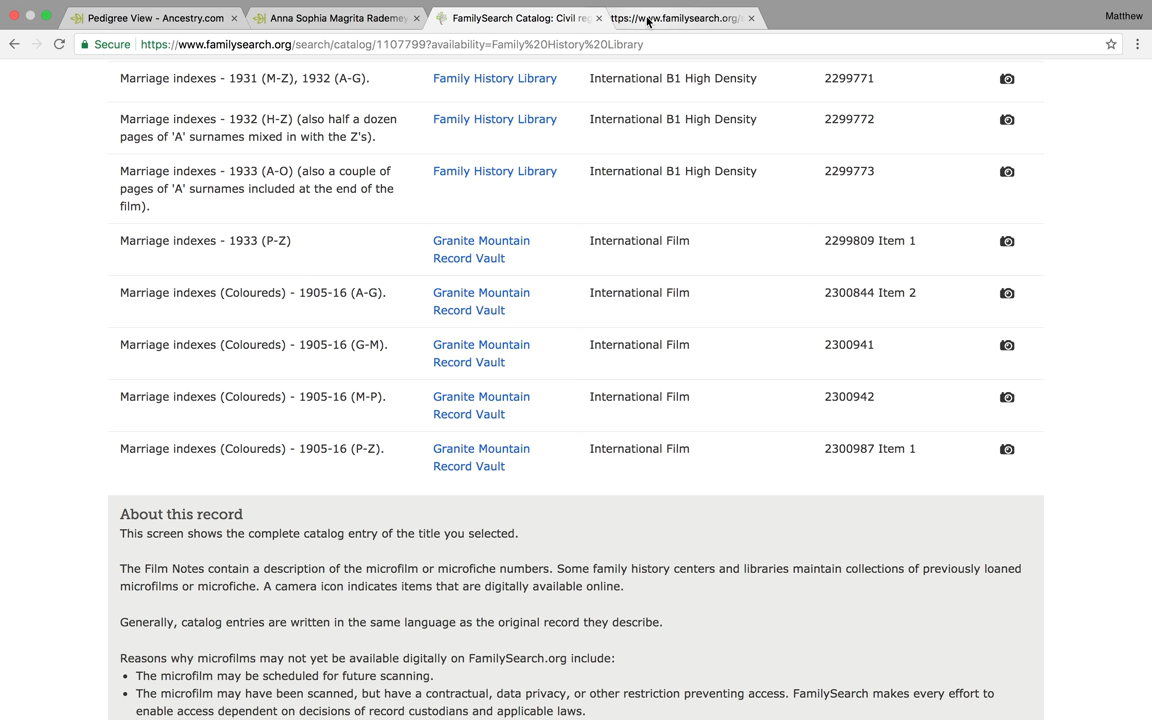 Pedigree View - Ancestry.com
Anna Sophia Magrita Rademey
FamilySearch Catalog: Civil reg
ttps://www.familysearch.org/s
Matthew
Secure https://www.familysearch.org/search/catalog/1107799?availability=Family%20History%20Library
Marriage indexes - 1931 (M-Z), 1932 (A-G). Family History Library International B1 High Density 2299771
Marriage indexes - 1932 (H-Z) (also half a dozen Family History Library International B1 High Density 2299772
pages of 'A' surnames mixed in with the Z's).
Marriage indexes - 1933 (A-O) (also a couple of Family History Library International B1 High Density 2299773
pages of 'A' surnames included at the end of the
film).
Marriage indexes - 1933 (P-Z) Granite Mountain International Film 2299809 Item 1
Record Vault
Marriage indexes (Coloureds) - 1905-16 (A-G). Granite Mountain International Film 2300844 Item 2
Record Vault
Marriage indexes (Coloureds) - 1905-16 (G-M). Granite Mountain International Film 2300941
Record Vault
Marriage indexes (Coloureds) - 1905-16 (M-P). Granite Mountain International Film 2300942
Record Vault
Marriage indexes (Coloureds) - 1905-16 (P-Z). Granite Mountain International Film 2300987 Item 1
Record Vault
About this record
This screen shows the complete catalog entry of the title you selected.
The Film Notes contain a description of the microfilm or microfiche numbers. Some family history centers and libraries maintain collections of previously loaned
microfilms or microfiche. A camera icon indicates items that are digitally available online.
Generally, catalog entries are written in the same language as the original record they describe.
Reasons why microfilms may not yet be available digitally on FamilySearch.org include:
• The microfilm may be scheduled for future scanning.
• The microfilm may have been scanned, but have a contractual, data privacy, or other restriction preventing access. FamilySearch makes every effort to
enable access dependent on decisions of record custodians and applicable laws.